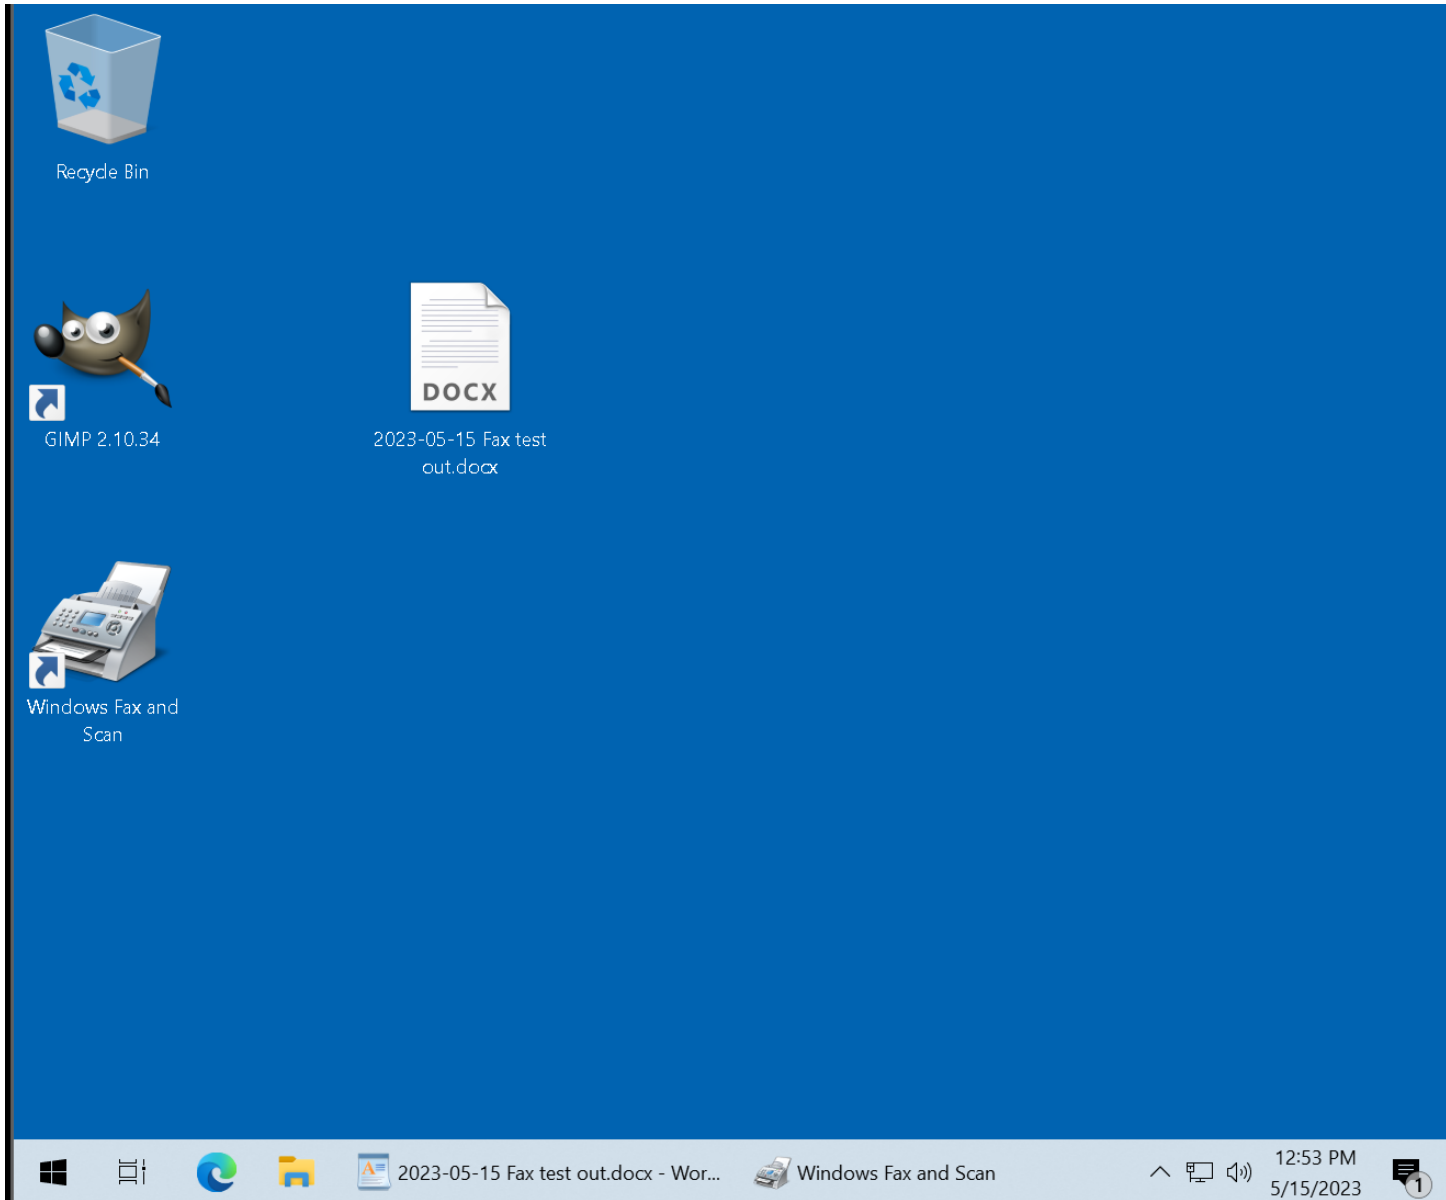 Recycle Bin
GIMP 2.10.34
DOCX
2023-05-15 Fax test
out.docx
Windows Fax and
Scan
2023-05-15 Fax test out.docx - Wor...
Windows Fax and Scan
12:53 PM
5/15/2023
1